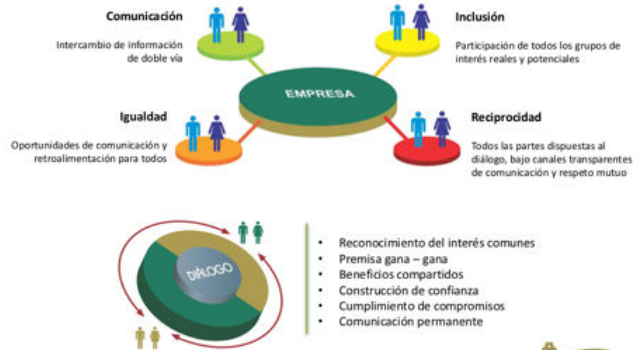 Comunicación
Intercambio de información
de doble vía
Inclusión
Participación de todos los grupos de
interés reales y potenciales
EMPRESA
Igualdad
Oportunidades de comunicación y
retroalimentación para todos
Reciprocidad
Todos las partes dispuestas al
diálogo, bajo canales transparentes
de comunicación y respeto mutuo
DIÁLOGO
• Reconocimiento del interés comunes
• Premisa gana – gana
• Beneficios compartidos
• Construcción de confianza
• Cumplimiento de compromisos
• Comunicación permanente